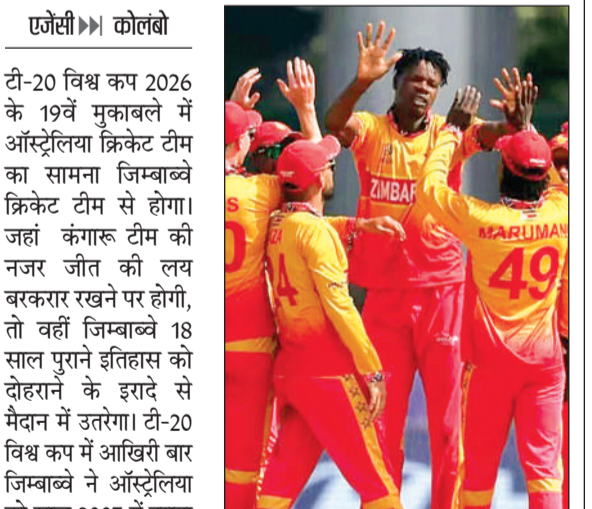 एजेंसी कोलंबो
टी-20 विश्व कप 2026
के 19वें मुकाबले में
ऑस्ट्रेलिया क्रिकेट टीम
का सामना जिम्बाब्वे
क्रिकेट टीम से होगा।
जहां कंगारू टीम की
नजर जीत की लय
बरकरार रखने पर होगी,
तो वहीं जिम्बाब्वे 18
साल पुराने इतिहास को
दोहराने के इरादे से
मैदान में उतरेगा। टी-20
विश्व कप में आखिरी बार
जिम्बाब्वे ने ऑस्ट्रेलिया
ZIMBA
MARUMAN
49